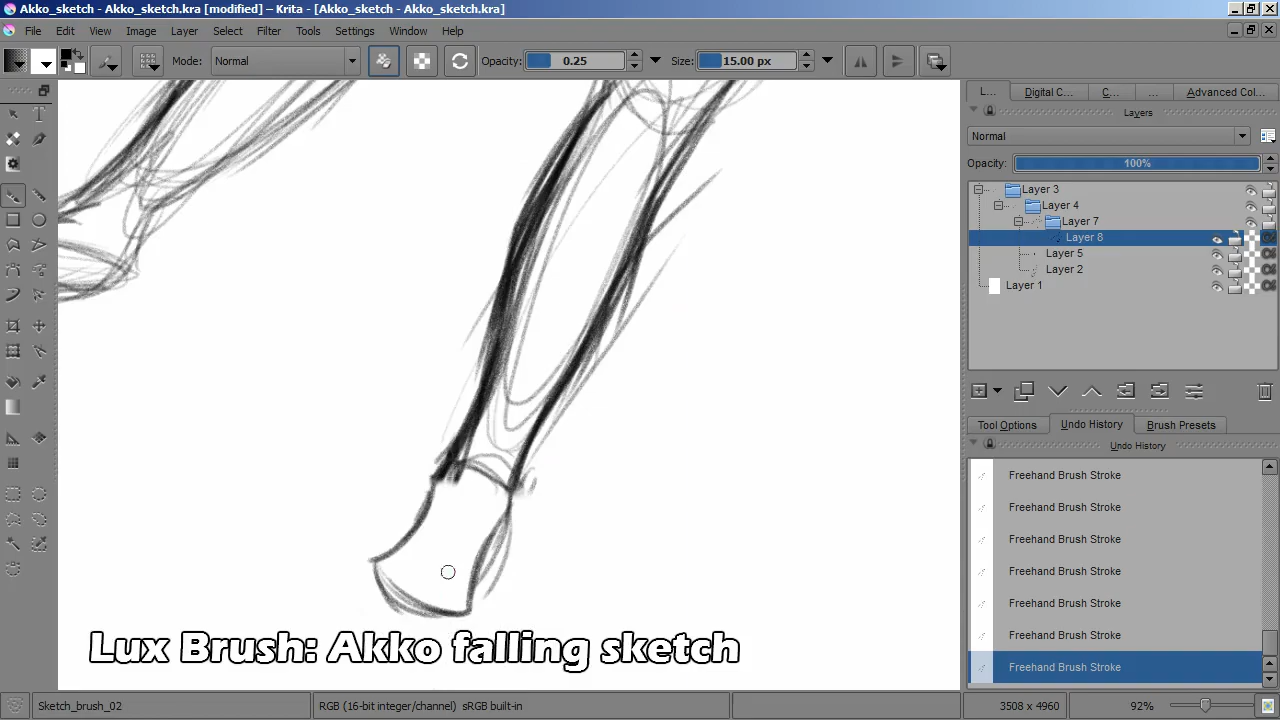 Akko_sketch - Akko_sketch.kra [modified] – Krita - [Akko_sketch - Akko_sketch.kra]
File Edit View Image Layer Select Filter Tools Settings Window Help
Mode: Normal Opacity: 0.25 Size: 15.00 px
L... Digital C... C... ... Advanced Col...
Layers
Normal
Opacity: 100%
Layer 3
Layer 4
Layer 7
Layer 8
Layer 5
Layer 2
Layer 1
Tool Options Undo History Brush Presets
Undo History
Freehand Brush Stroke
Freehand Brush Stroke
Freehand Brush Stroke
Freehand Brush Stroke
Freehand Brush Stroke
Freehand Brush Stroke
Freehand Brush Stroke
Lux Brush: Akko falling sketch
Sketch_brush_02 RGB (16-bit integer/channel) sRGB built-in 3508 x 4960 92%